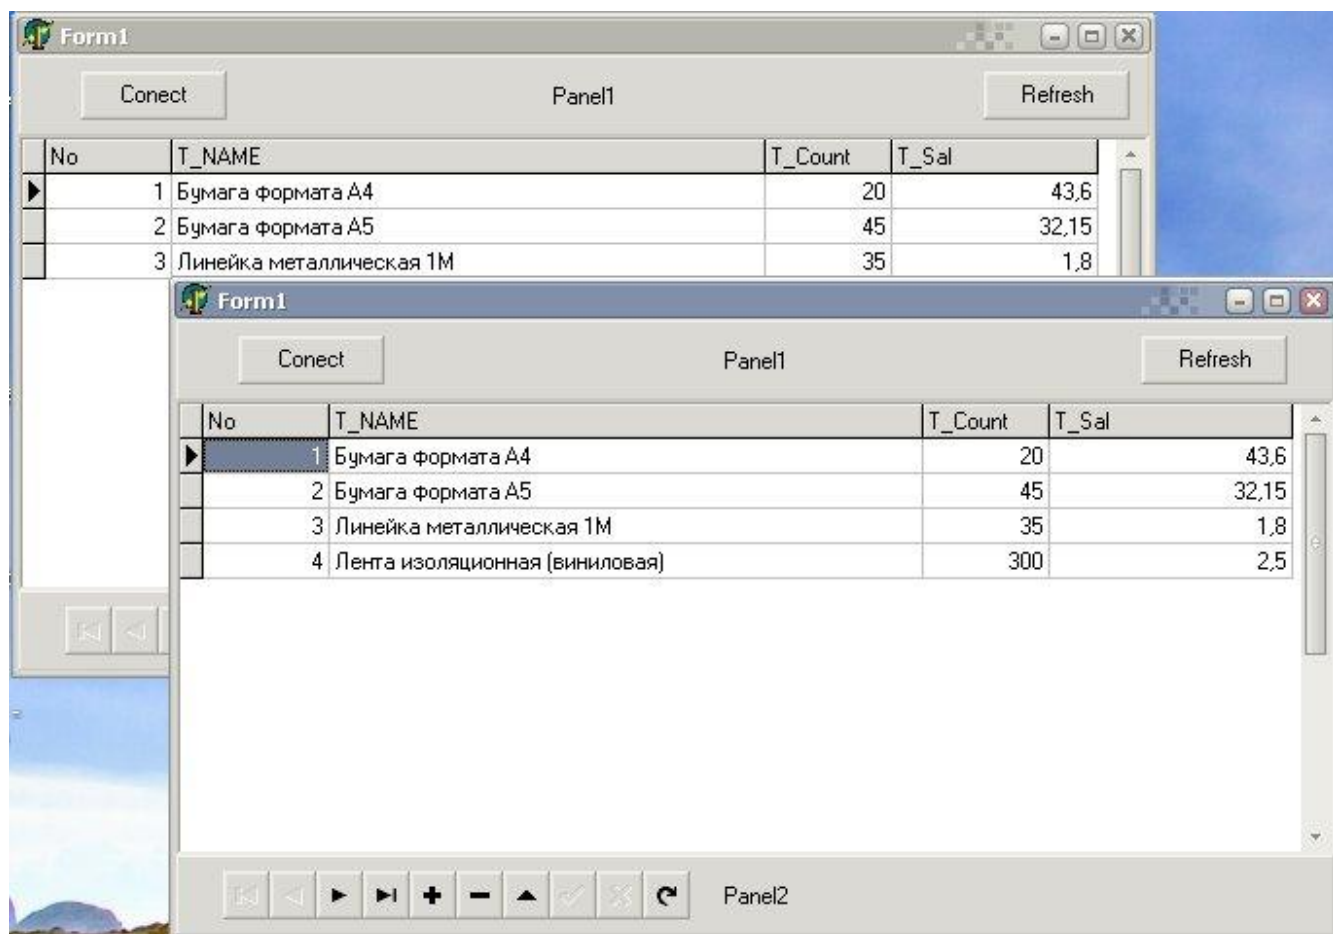 Form1
Conect Panel1 Refresh
No T_NAME T_Count T_Sal
1 Бумага формата А4 20 43,6
2 Бумага формата А5 45 32,15
3 Линейка металлическая 1М 35 1,8
Form1
Conect Panel1 Refresh
No T_NAME T_Count T_Sal
1 Бумага формата А4 20 43,6
2 Бумага формата А5 45 32,15
3 Линейка металлическая 1М 35 1,8
4 Лента изоляционная (виниловая) 300 2,5
Panel2